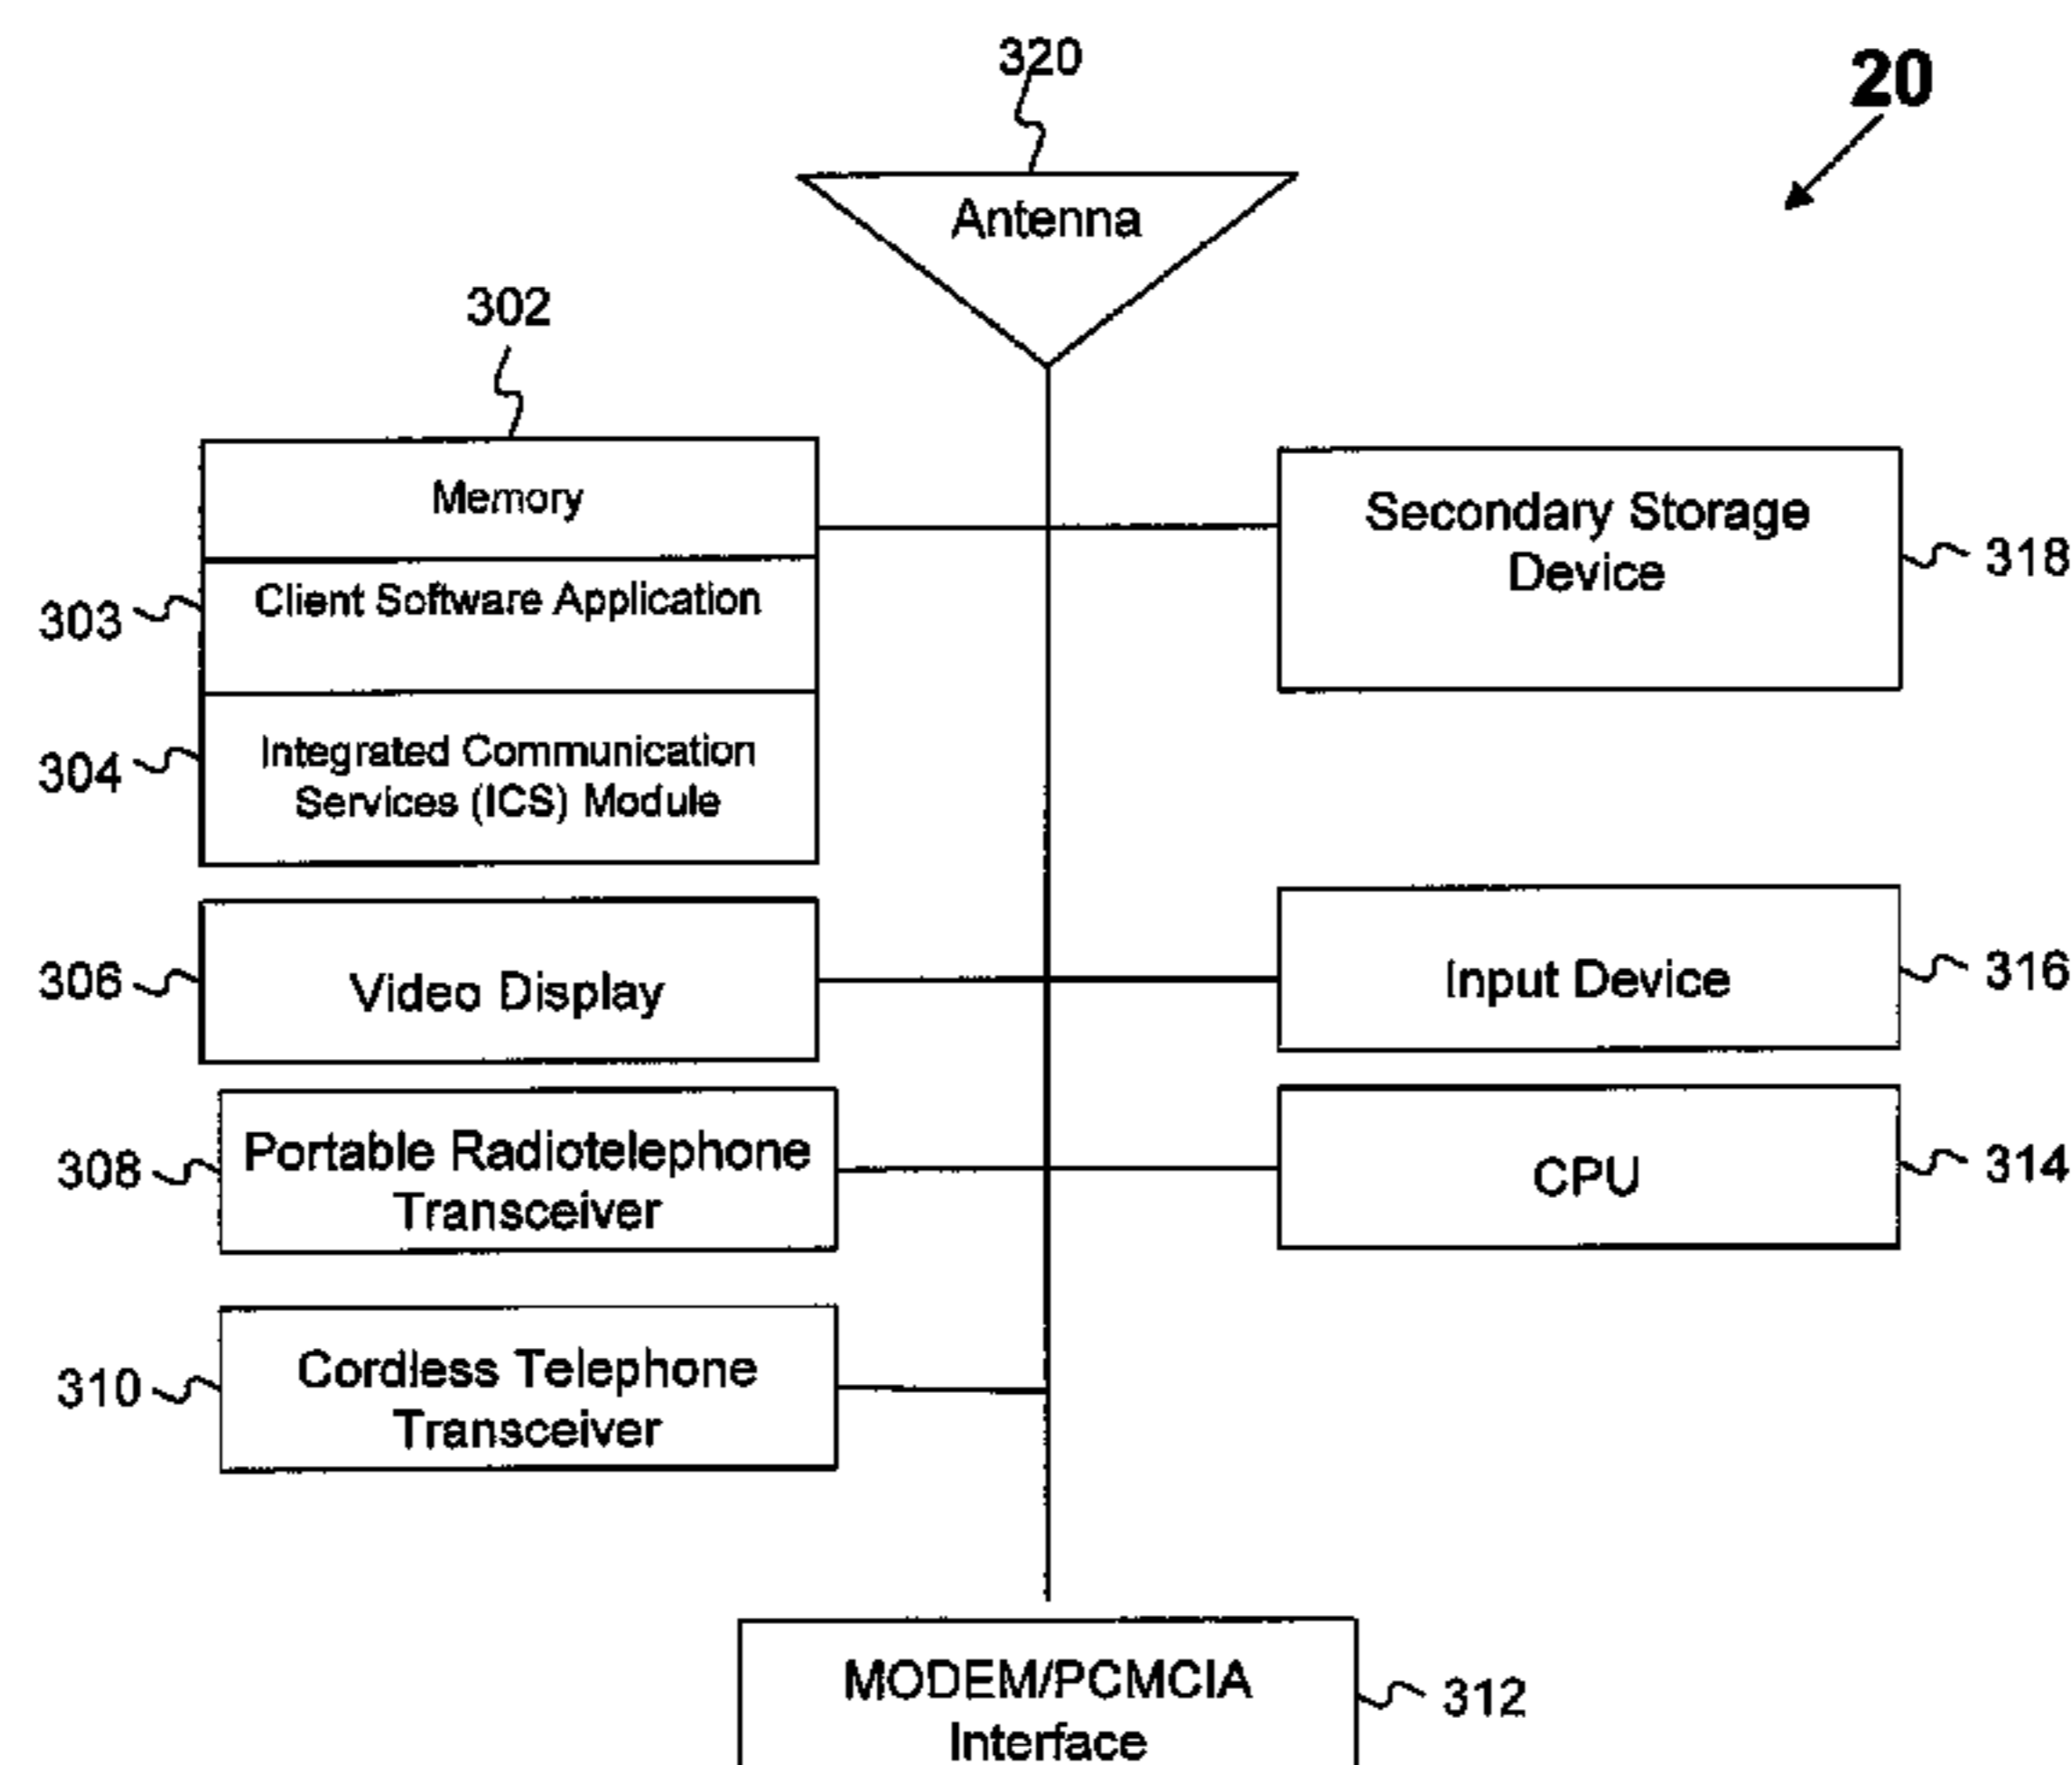 320
20
Antenna
302
Memory
Secondary Storage
Device
318
303
Client Software Application
304
Integrated Communication
Services (ICS) Module
306
Video Display
Input Device
316
308
Portable Radiotelephone
Transceiver
CPU
314
310
Cordless Telephone
Transceiver
MODEM/PCMCIA
Interface
312